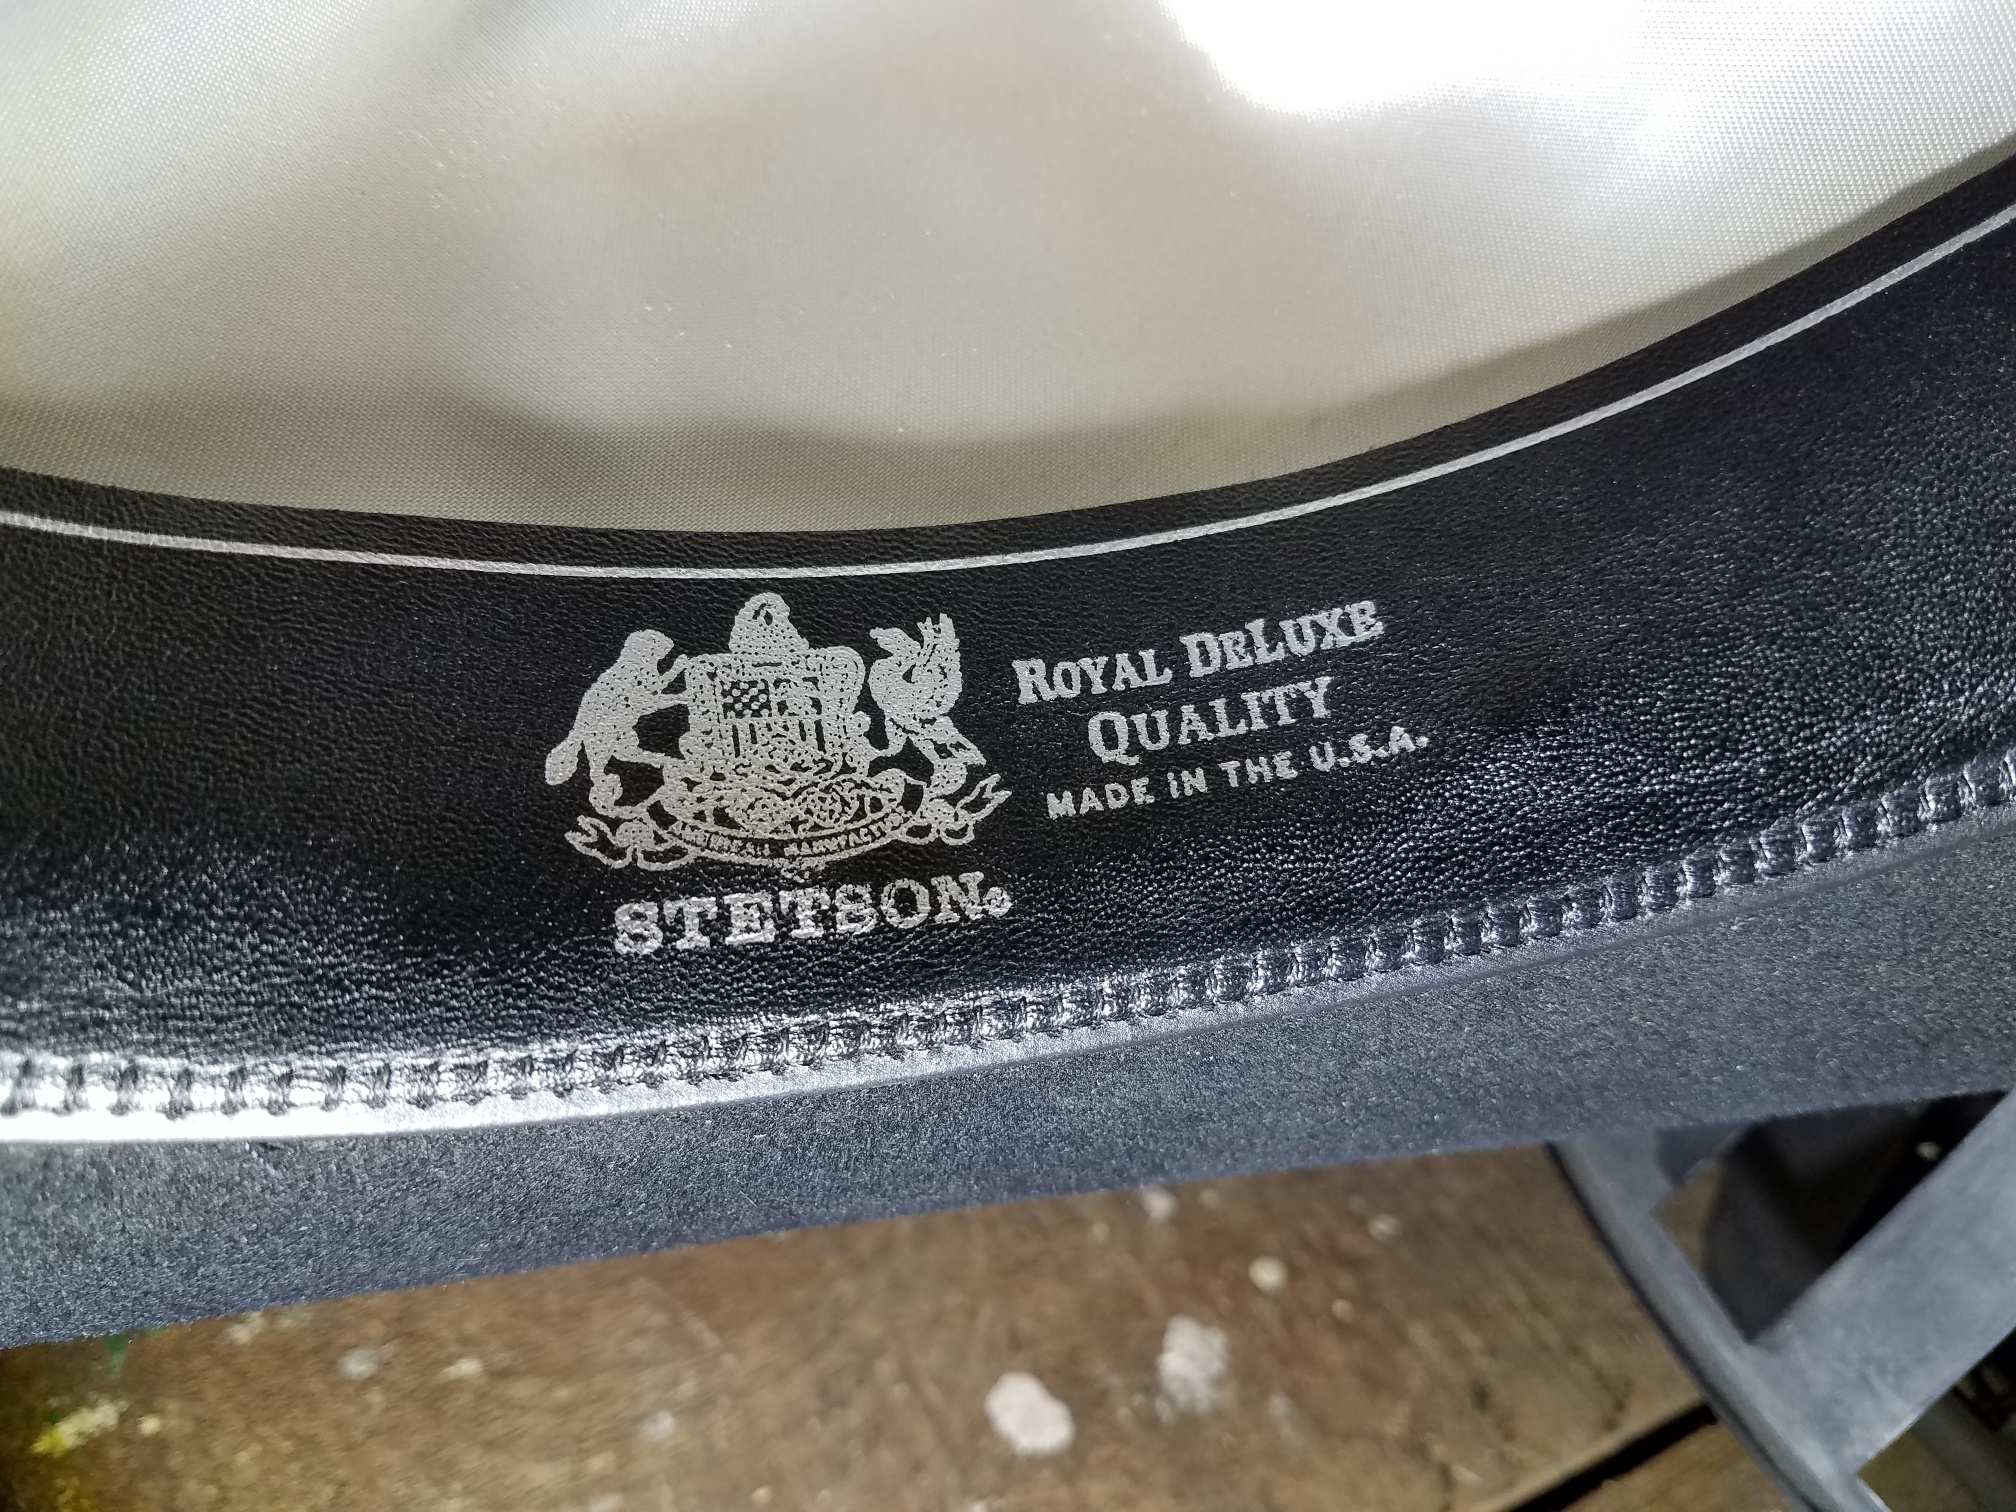 STETSON
ROYAL DELUXE
QUALITY
MADE IN THE U.S.A.